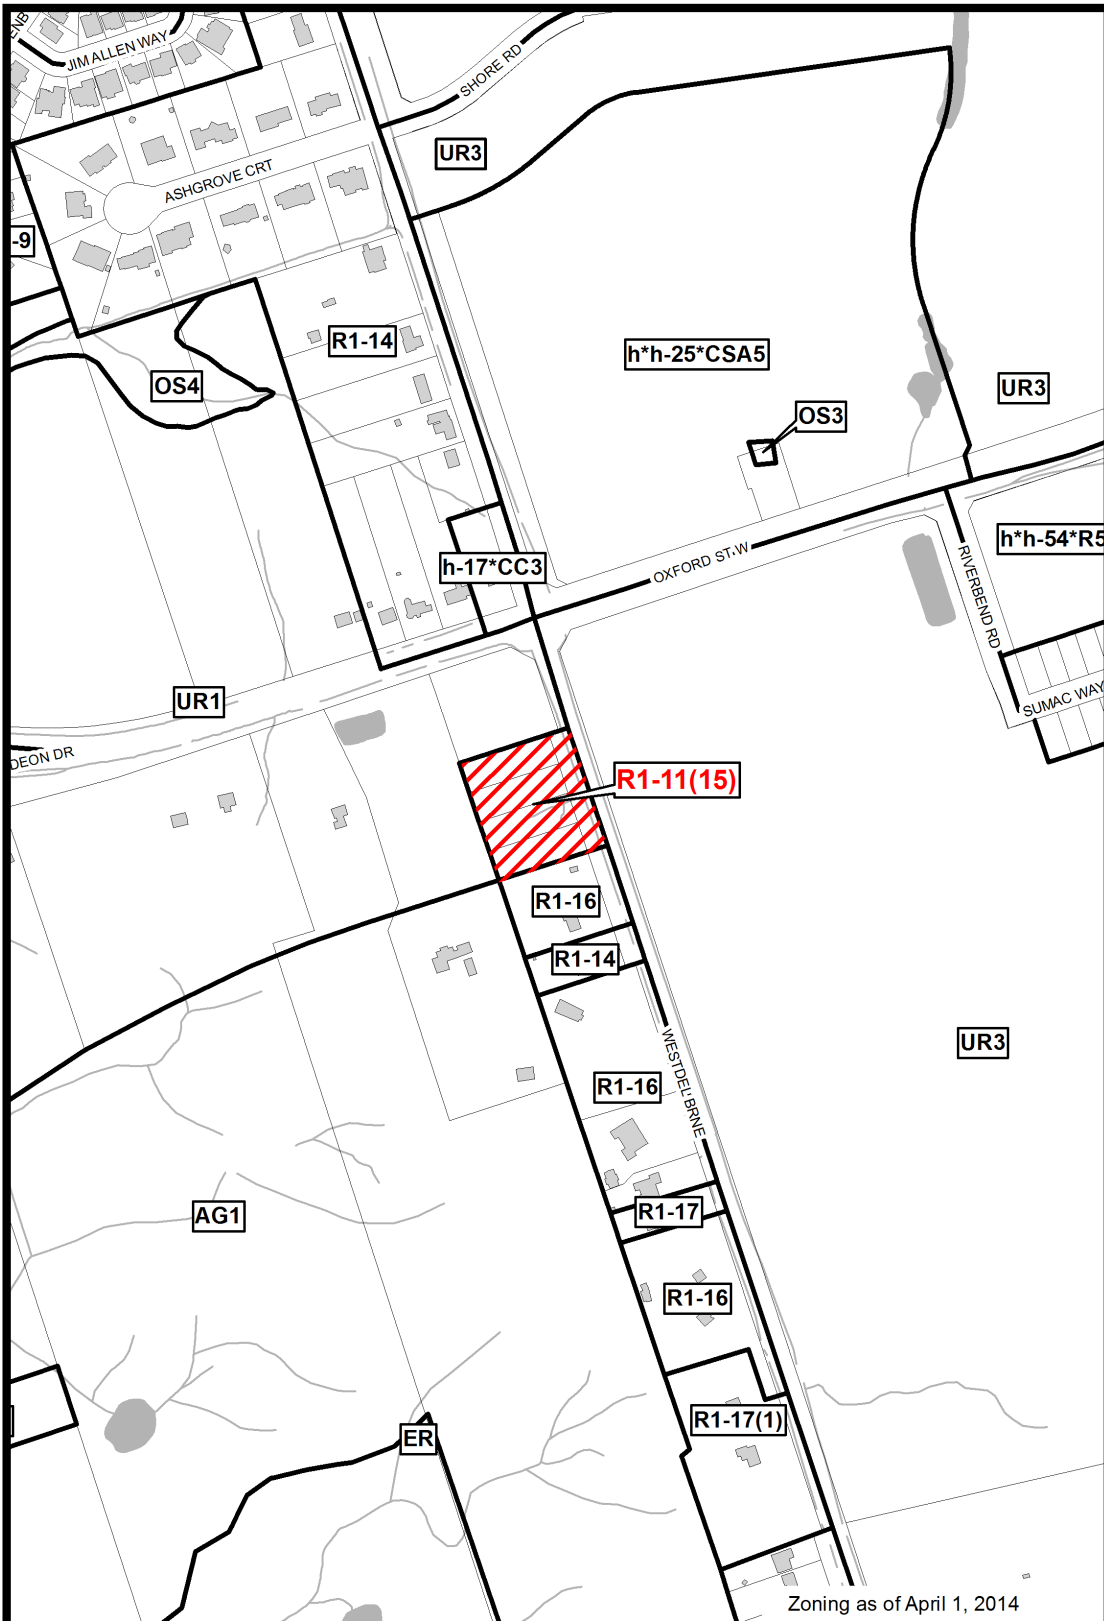 ENB
JIM ALLEN WAY
SHORE RD
UR3
ASHGROVE CRT
-9
R1-14
h*h-25*CSA5
OS4
UR3
OS3
h*h-54*R5
h-17*CC3
OXFORD ST W
RIVERBEND RD
UR1
SUMAC WAY
DEON DR
R1-11(15)
R1-16
R1-14
UR3
WESTDEL BRNE
R1-16
AG1
R1-17
R1-16
R1-17(1)
ER
Zoning as of April 1, 2014